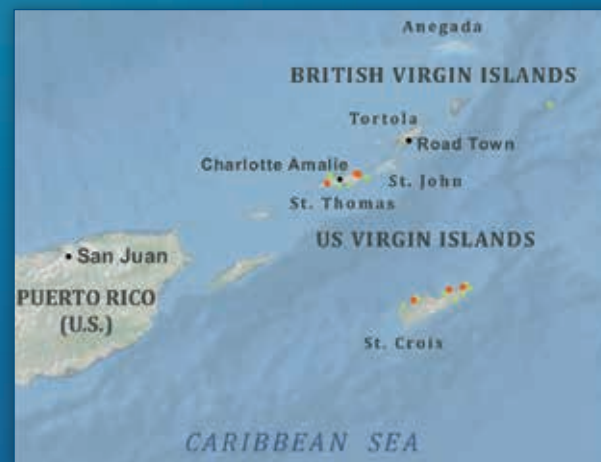 Anegada
BRITISH VIRGIN ISLANDS
Tortola
Road Town
Charlotte Amalie
St. John
St. Thomas
US VIRGIN ISLANDS
San Juan
PUERTO RICO
(U.S.)
St. Croix
CARIBBEAN SEA